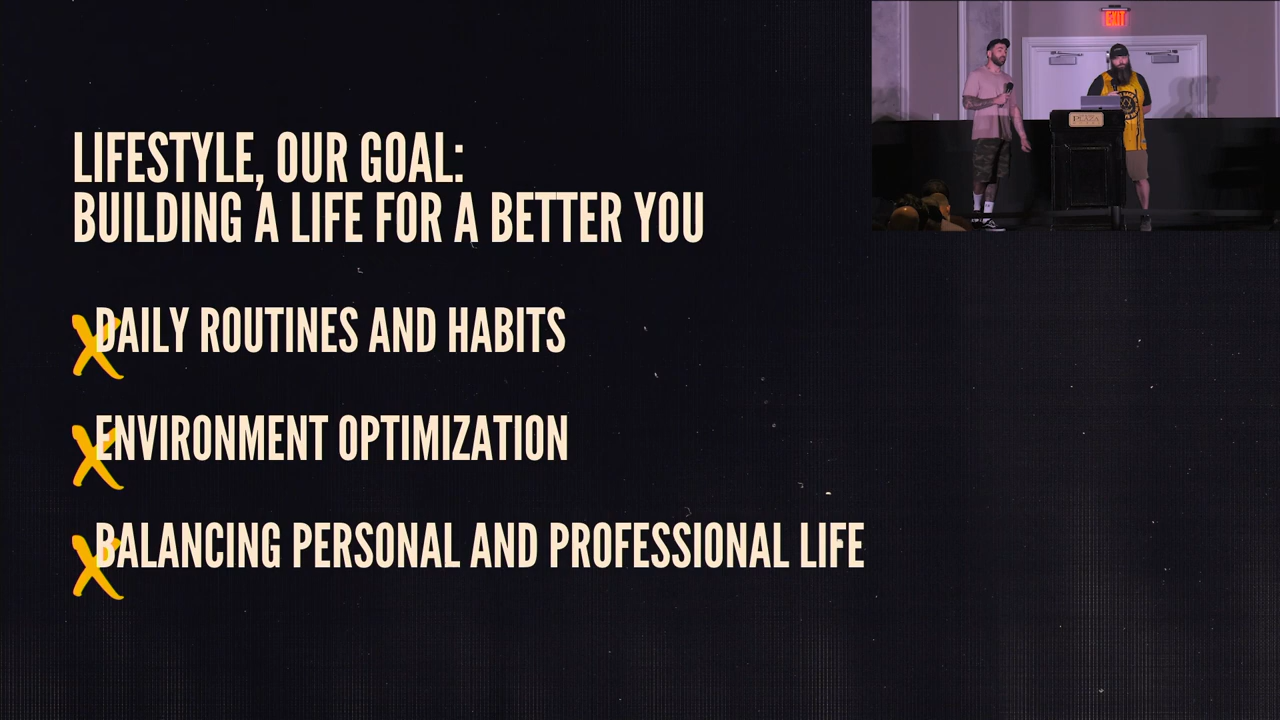 LIFESTYLE, OUR GOAL:
BUILDING A LIFE FOR A BETTER YOU
DAILY ROUTINES AND HABITS
ENVIRONMENT OPTIMIZATION
BALANCING PERSONAL AND PROFESSIONAL LIFE
EXIT
PLAZA